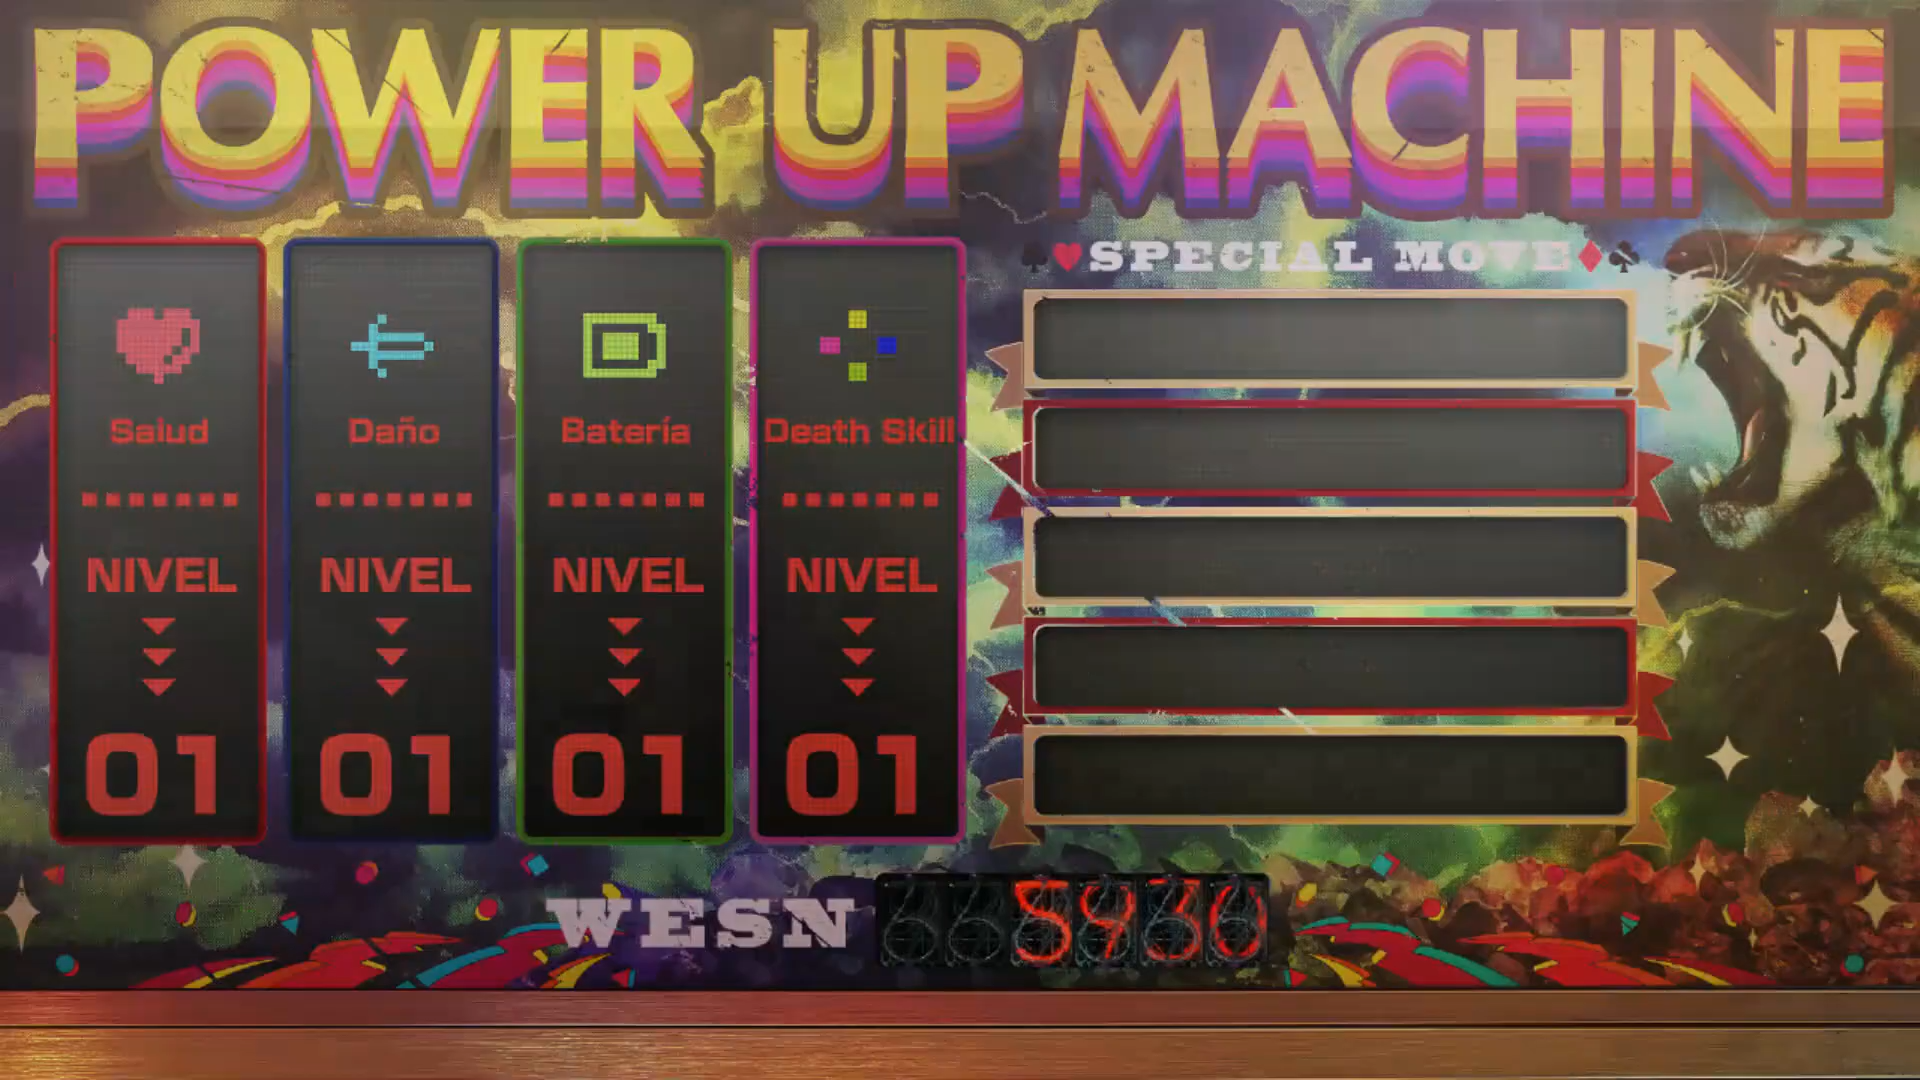 POWER UP MACHINE
SPECIAL MOVE
Salud
Daño
Batería
Death Skill
NIVEL
NIVEL
NIVEL
NIVEL
01
01
01
01
WESN 5930